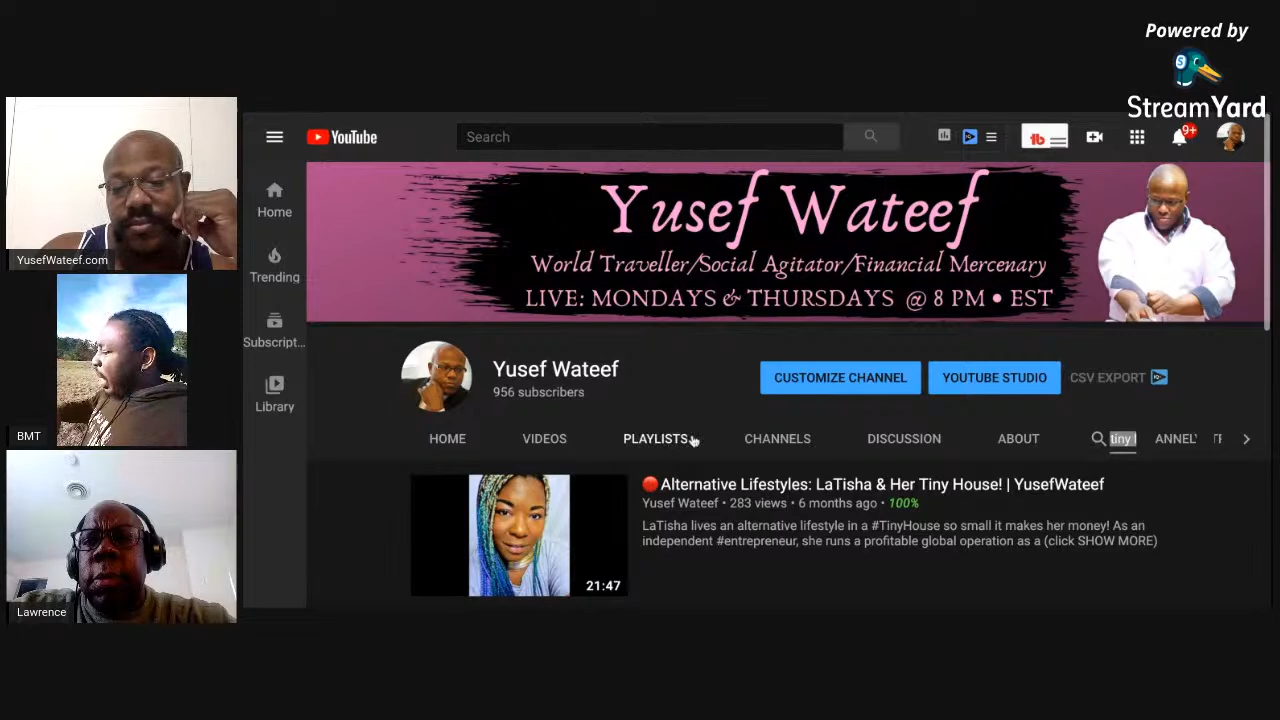 Powered by
StreamYard
YouTube
Search
9+
Home
Trending
Subscript...
Library
Yusef Wateef
World Traveller/Social Agitator/Financial Mercenary
LIVE: MONDAYS & THURSDAYS @ 8 PM • EST
Yusef Wateef
956 subscribers
CUSTOMIZE CHANNEL
YOUTUBE STUDIO
CSV EXPORT
HOME
VIDEOS
PLAYLISTS
CHANNELS
DISCUSSION
ABOUT
tiny
ANNEL
Alternative Lifestyles: LaTisha & Her Tiny House! | YusefWateef
Yusef Wateef • 283 views • 6 months ago • 100%
LaTisha lives an alternative lifestyle in a #TinyHouse so small it makes her money! As an
independent #entrepreneur, she runs a profitable global operation as a (click SHOW MORE)
21:47
YusefWateef.com
BMT
Lawrence